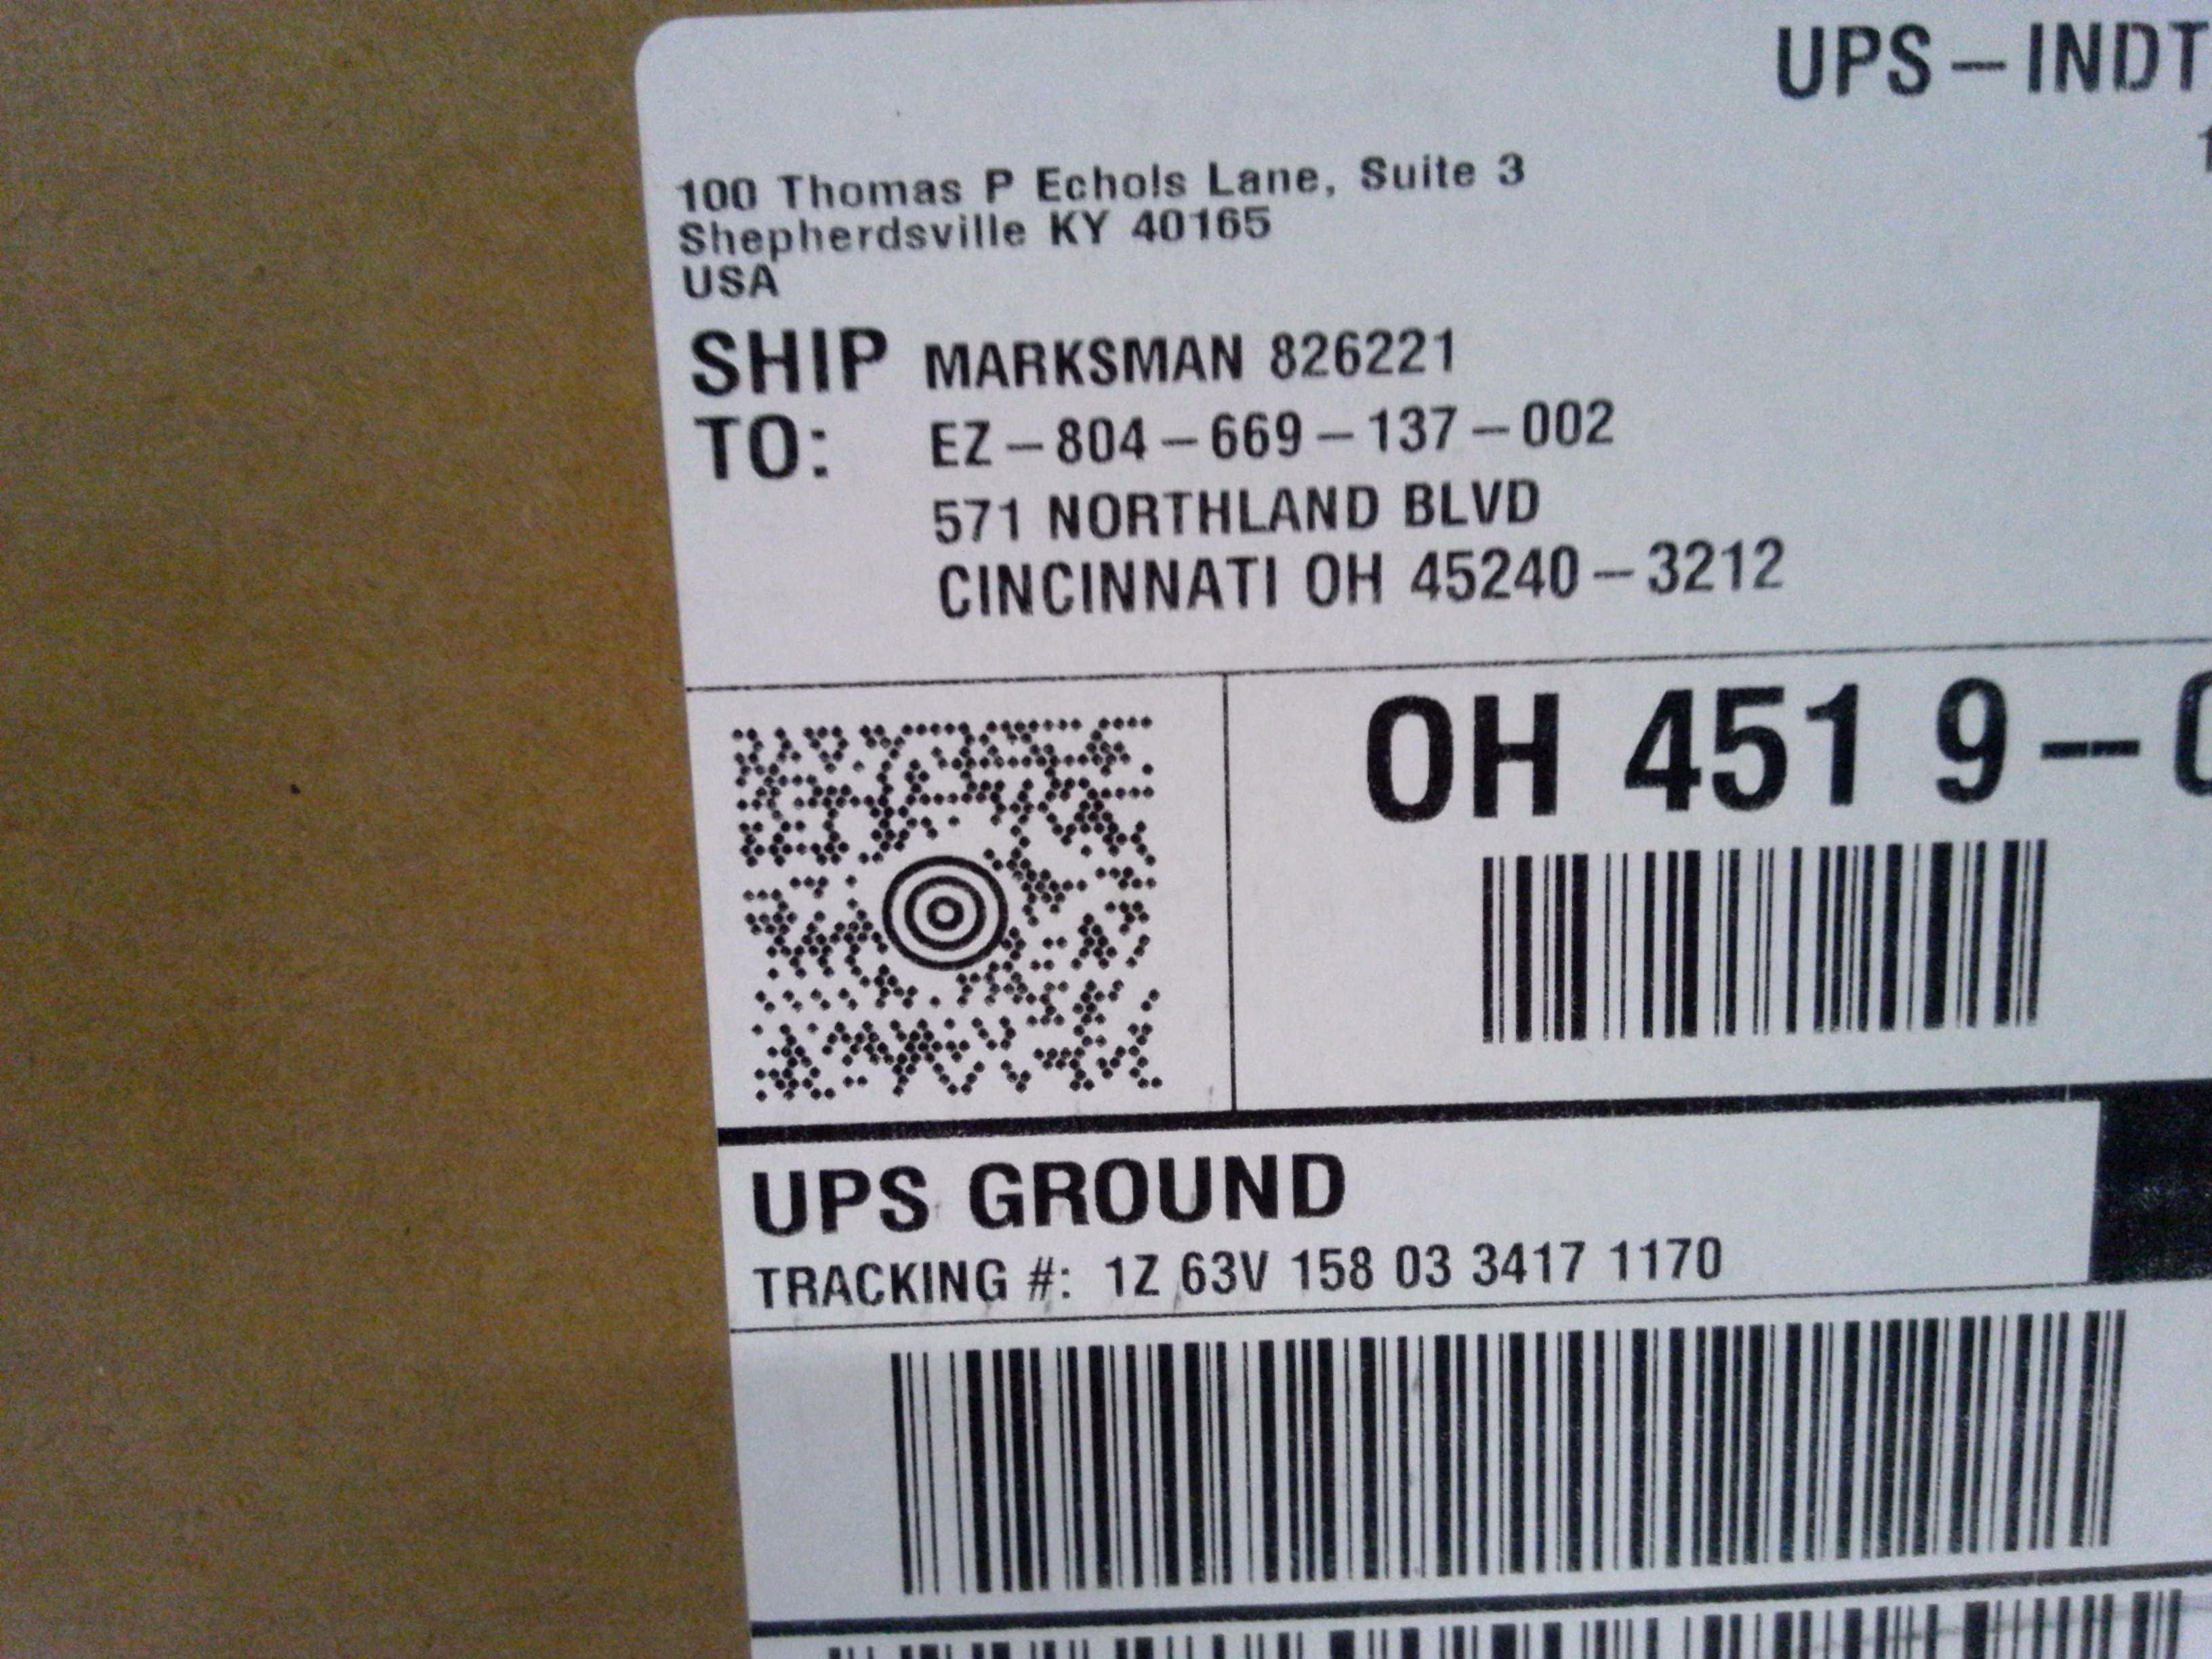 UPS – INDT
100 Thomas P Echols Lane, Suite 3
Shepherdsville KY 40165
USA
SHIP MARKSMAN 826221
TO: EZ – 804 – 669 – 137 – 002
571 NORTHLAND BLVD
CINCINNATI OH 45240 – 3212
OH 451 9 – 0
UPS GROUND
TRACKING #: 1Z 63V 158 03 3417 1170